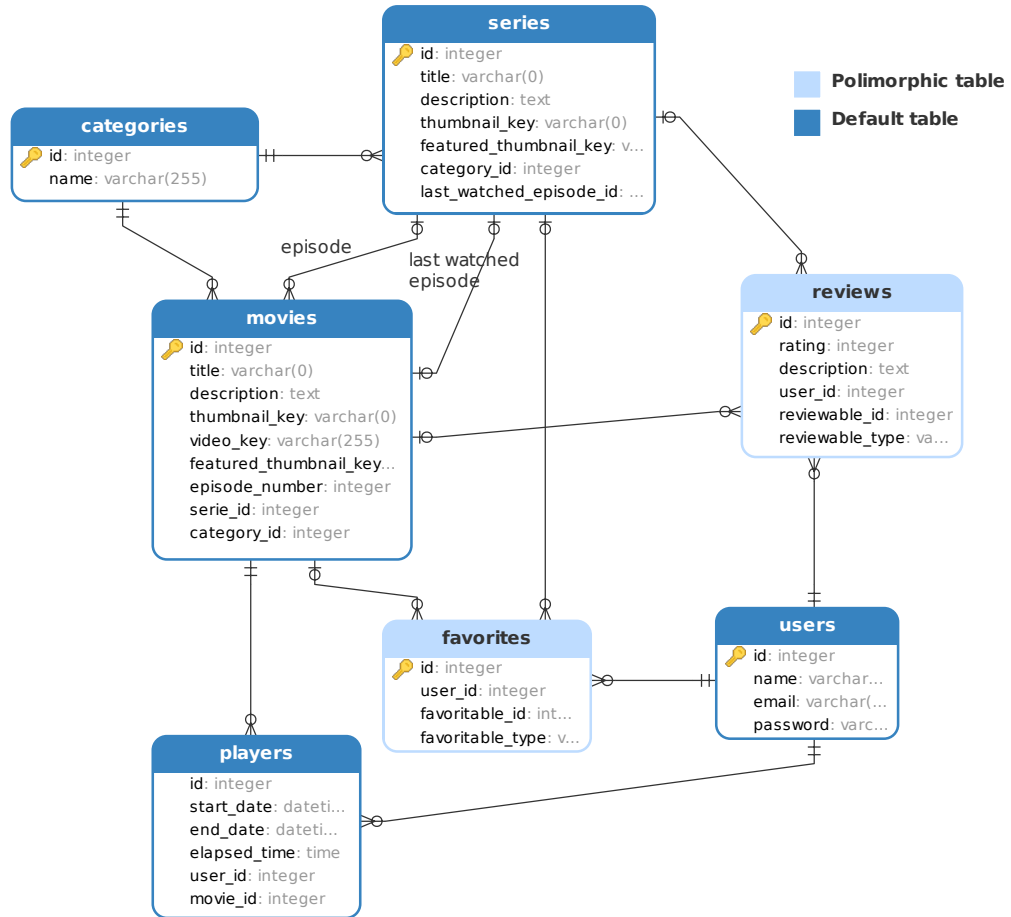 series
id: integer
title: varchar(0)
description: text
thumbnail_key: varchar(0)
featured_thumbnail_key: v...
category_id: integer
last_watched_episode_id: ...
Polimorphic table
Default table
categories
id: integer
name: varchar(255)
episode
last watched
episode
reviews
id: integer
rating: integer
description: text
user_id: integer
reviewable_id: integer
reviewable_type: va...
movies
id: integer
title: varchar(0)
description: text
thumbnail_key: varchar(0)
video_key: varchar(255)
featured_thumbnail_key...
episode_number: integer
serie_id: integer
category_id: integer
favorites
id: integer
user_id: integer
favoritable_id: int...
favoritable_type: v...
users
id: integer
name: varchar...
email: varchar(...
password: varc...
players
id: integer
start_date: dateti...
end_date: dateti...
elapsed_time: time
user_id: integer
movie_id: integer